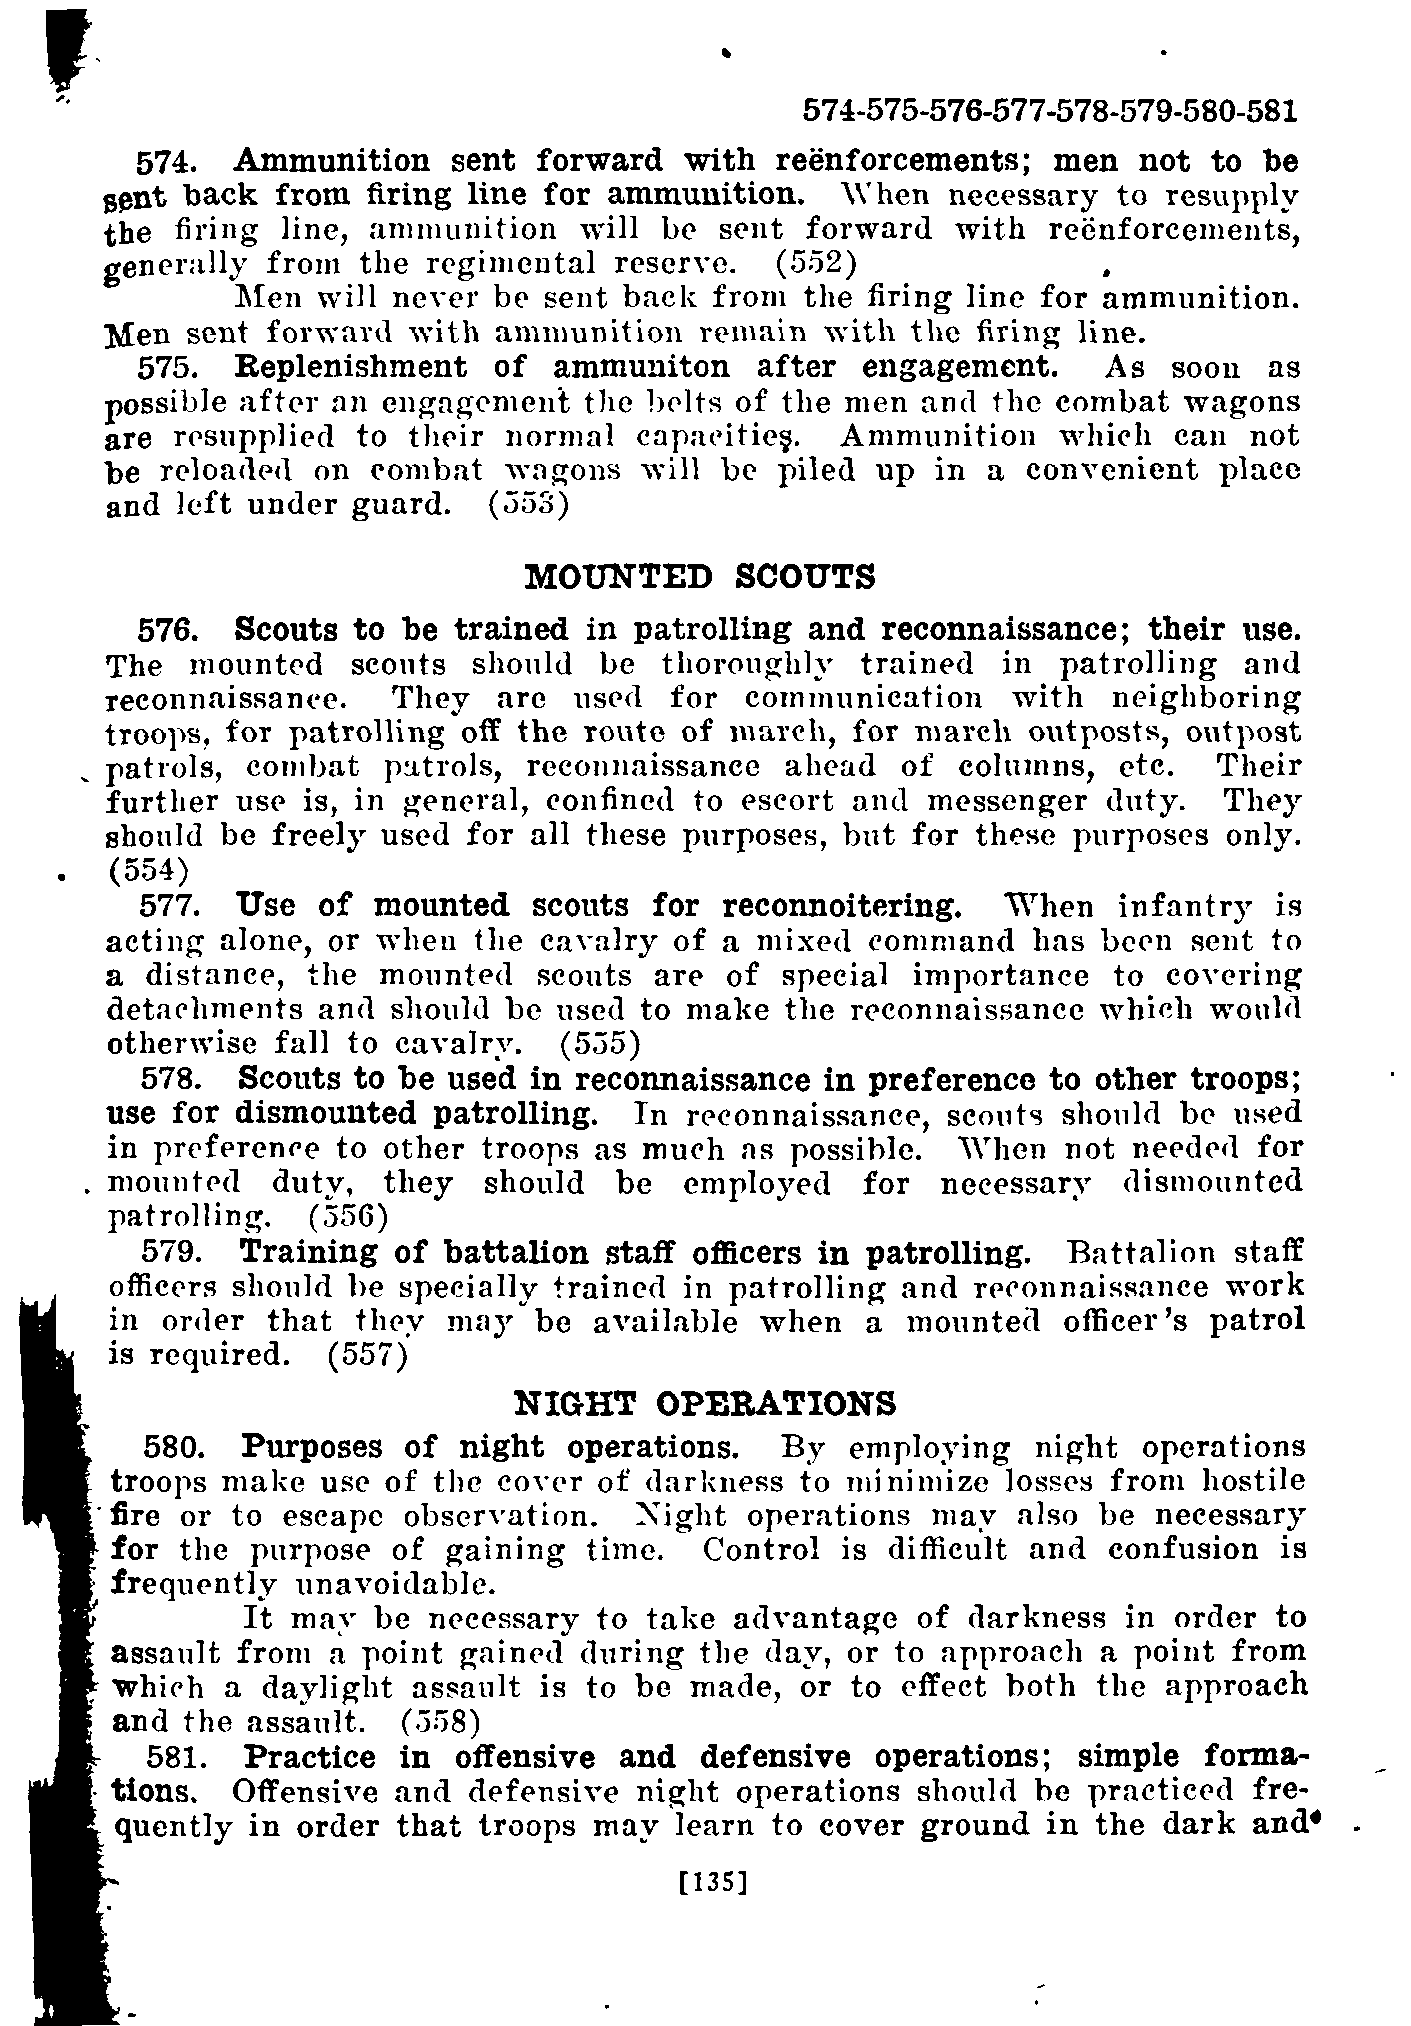 574-575-576-577-578-579-580-581
574. Ammunition sent forward with reënforcements; men not to be
sent back from firing line for ammunition. When necessary to resupply
the firing line, ammunition will be sent forward with reënforcements,
generally from the regimental reserve. (552)
Men will never be sent back from the firing line for ammunition.
Men sent forward with ammunition remain with the firing line.
575. Replenishment of ammuniton after engagement. As soon as
possible after an engagement the belts of the men and the combat wagons
are resupplied to their normal capacities. Ammunition which can not
be reloaded on combat wagons will be piled up in a convenient place
and left under guard. (553)
MOUNTED SCOUTS
576. Scouts to be trained in patrolling and reconnaissance; their use.
The mounted scouts should be thoroughly trained in patrolling and
reconnaissance. They are used for communication with neighboring
troops, for patrolling off the route of march, for march outposts, outpost
patrols, combat patrols, reconnaissance ahead of columns, etc. Their
further use is, in general, confined to escort and messenger duty. They
should be freely used for all these purposes, but for these purposes only.
(554)
577. Use of mounted scouts for reconnoitering. When infantry is
acting alone, or when the cavalry of a mixed command has been sent to
a distance, the mounted scouts are of special importance to covering
detachments and should be used to make the reconnaissance which would
otherwise fall to cavalry. (555)
578. Scouts to be used in reconnaissance in preference to other troops;
use for dismounted patrolling. In reconnaissance, scouts should be used
in preference to other troops as much as possible. When not needed for
mounted duty, they should be employed for necessary dismounted
patrolling. (556)
579. Training of battalion staff officers in patrolling. Battalion staff
officers should be specially trained in patrolling and reconnaissance work
in order that they may be available when a mounted officer's patrol
is required. (557)
NIGHT OPERATIONS
580. Purposes of night operations. By employing night operations
troops make use of the cover of darkness to minimize losses from hostile
fire or to escape observation. Night operations may also be necessary
for the purpose of gaining time. Control is difficult and confusion is
frequently unavoidable.
It may be necessary to take advantage of darkness in order to
assault from a point gained during the day, or to approach a point from
which a daylight assault is to be made, or to effect both the approach
and the assault. (558)
581. Practice in offensive and defensive operations; simple forma-
tions. Offensive and defensive night operations should be practiced fre-
quently in order that troops may learn to cover ground in the dark and
[135]